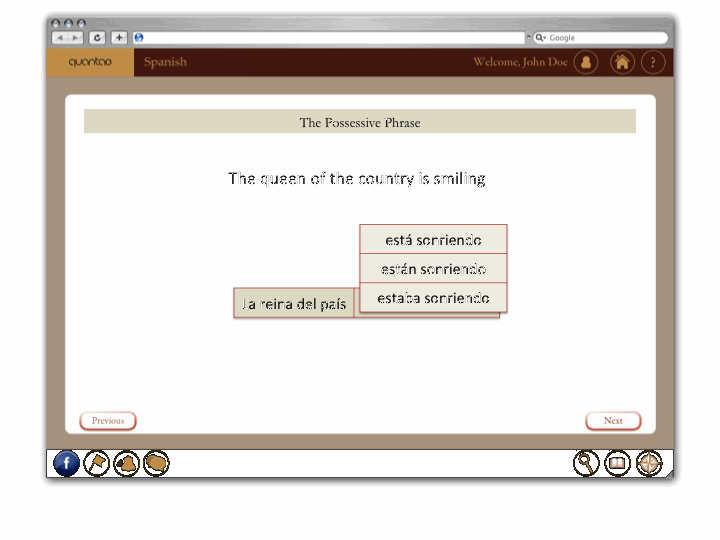 Google
quantao
Spanish
Welcome, John Doe
?
The Possessive Phrase
The queen of the country is smiling
está sonriendo
están sonriendo
estaba sonriendo
La reina del país
Previous
Next
f